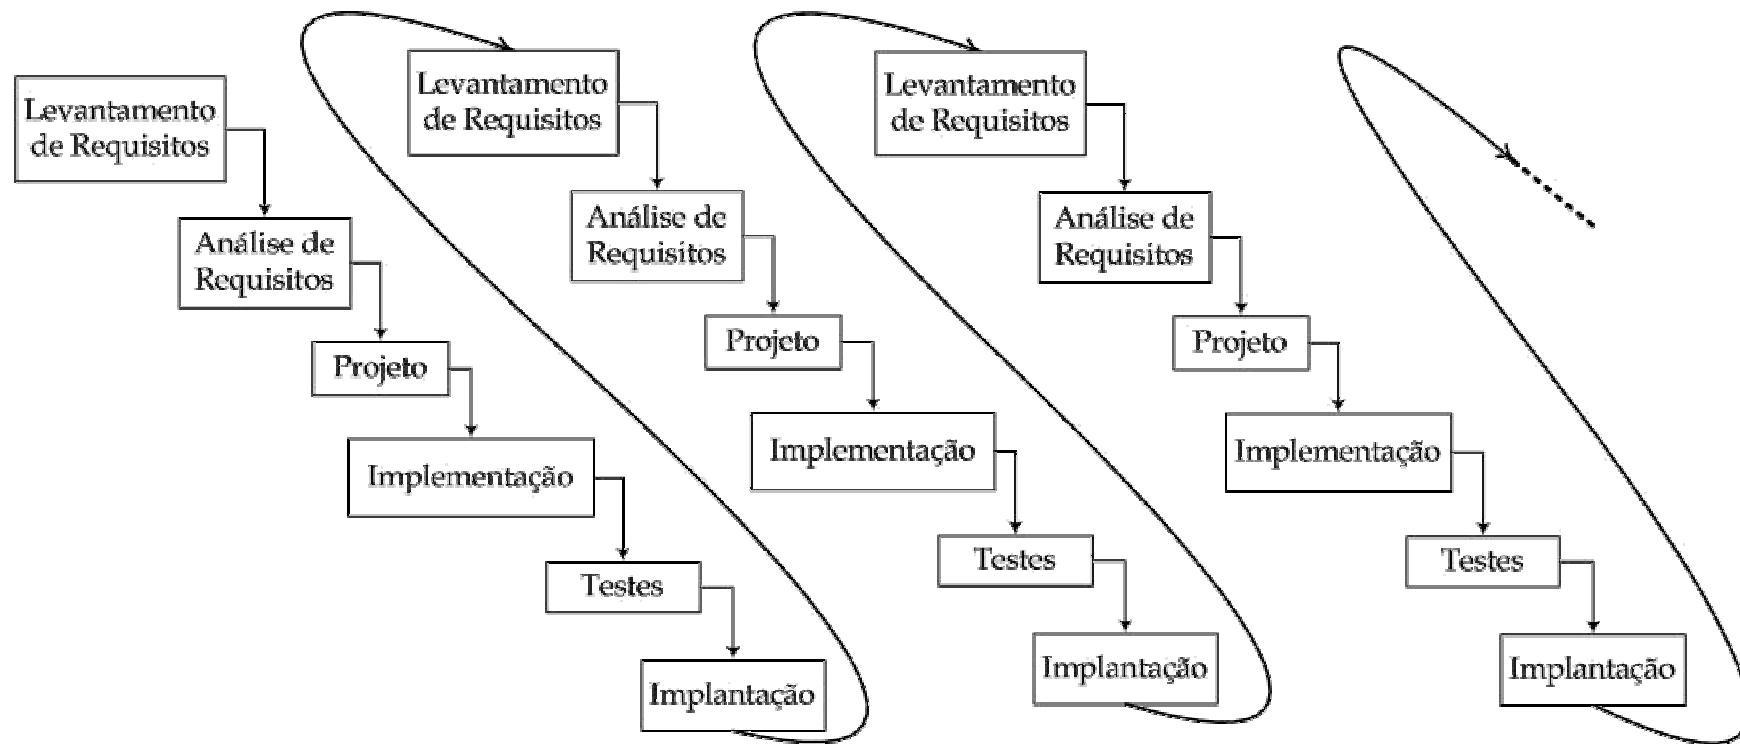 Levantamento
de Requisitos
Análise de
Requisitos
Projeto
Implementação
Testes
Implantação
Levantamento
de Requisitos
Análise de
Requisitos
Projeto
Implementação
Testes
Implantação
Levantamento
de Requisitos
Análise de
Requisitos
Projeto
Implementação
Testes
Implantação